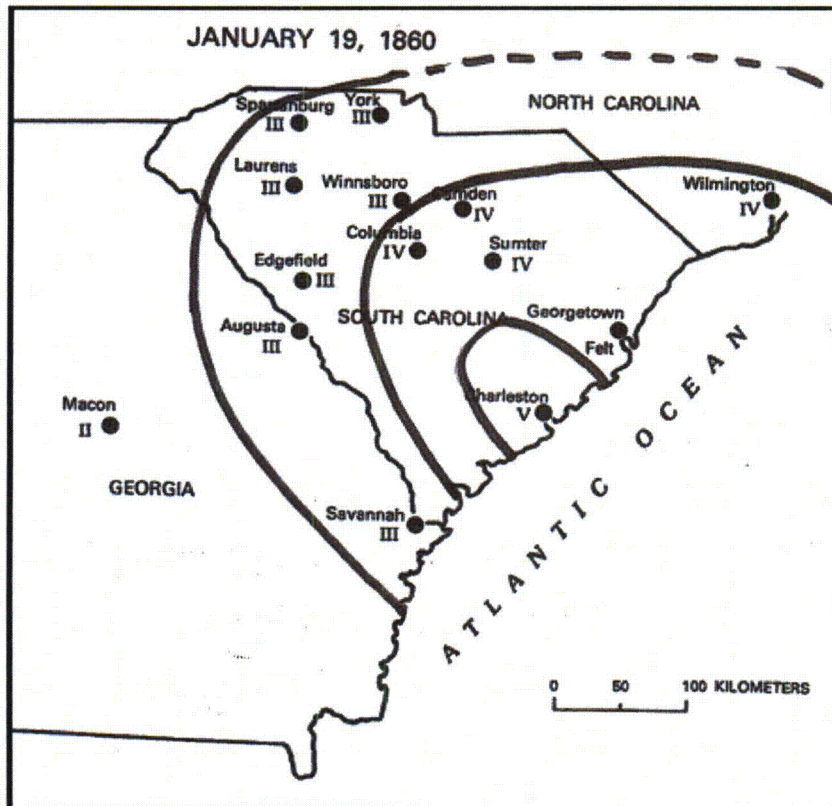 JANUARY 19, 1860
NORTH CAROLINA
Spartanburg
III
York
III
Laurens
III
Winnsboro
III
Camden
IV
Wilmington
IV
Columbia
IV
Sumter
IV
Edgefield
III
SOUTH CAROLINA
Georgetown
Felt
Augusta
III
Charleston
V
Macon
II
GEORGIA
Savannah
III
ATLANTIC OCEAN
0 50 100 KILOMETERS